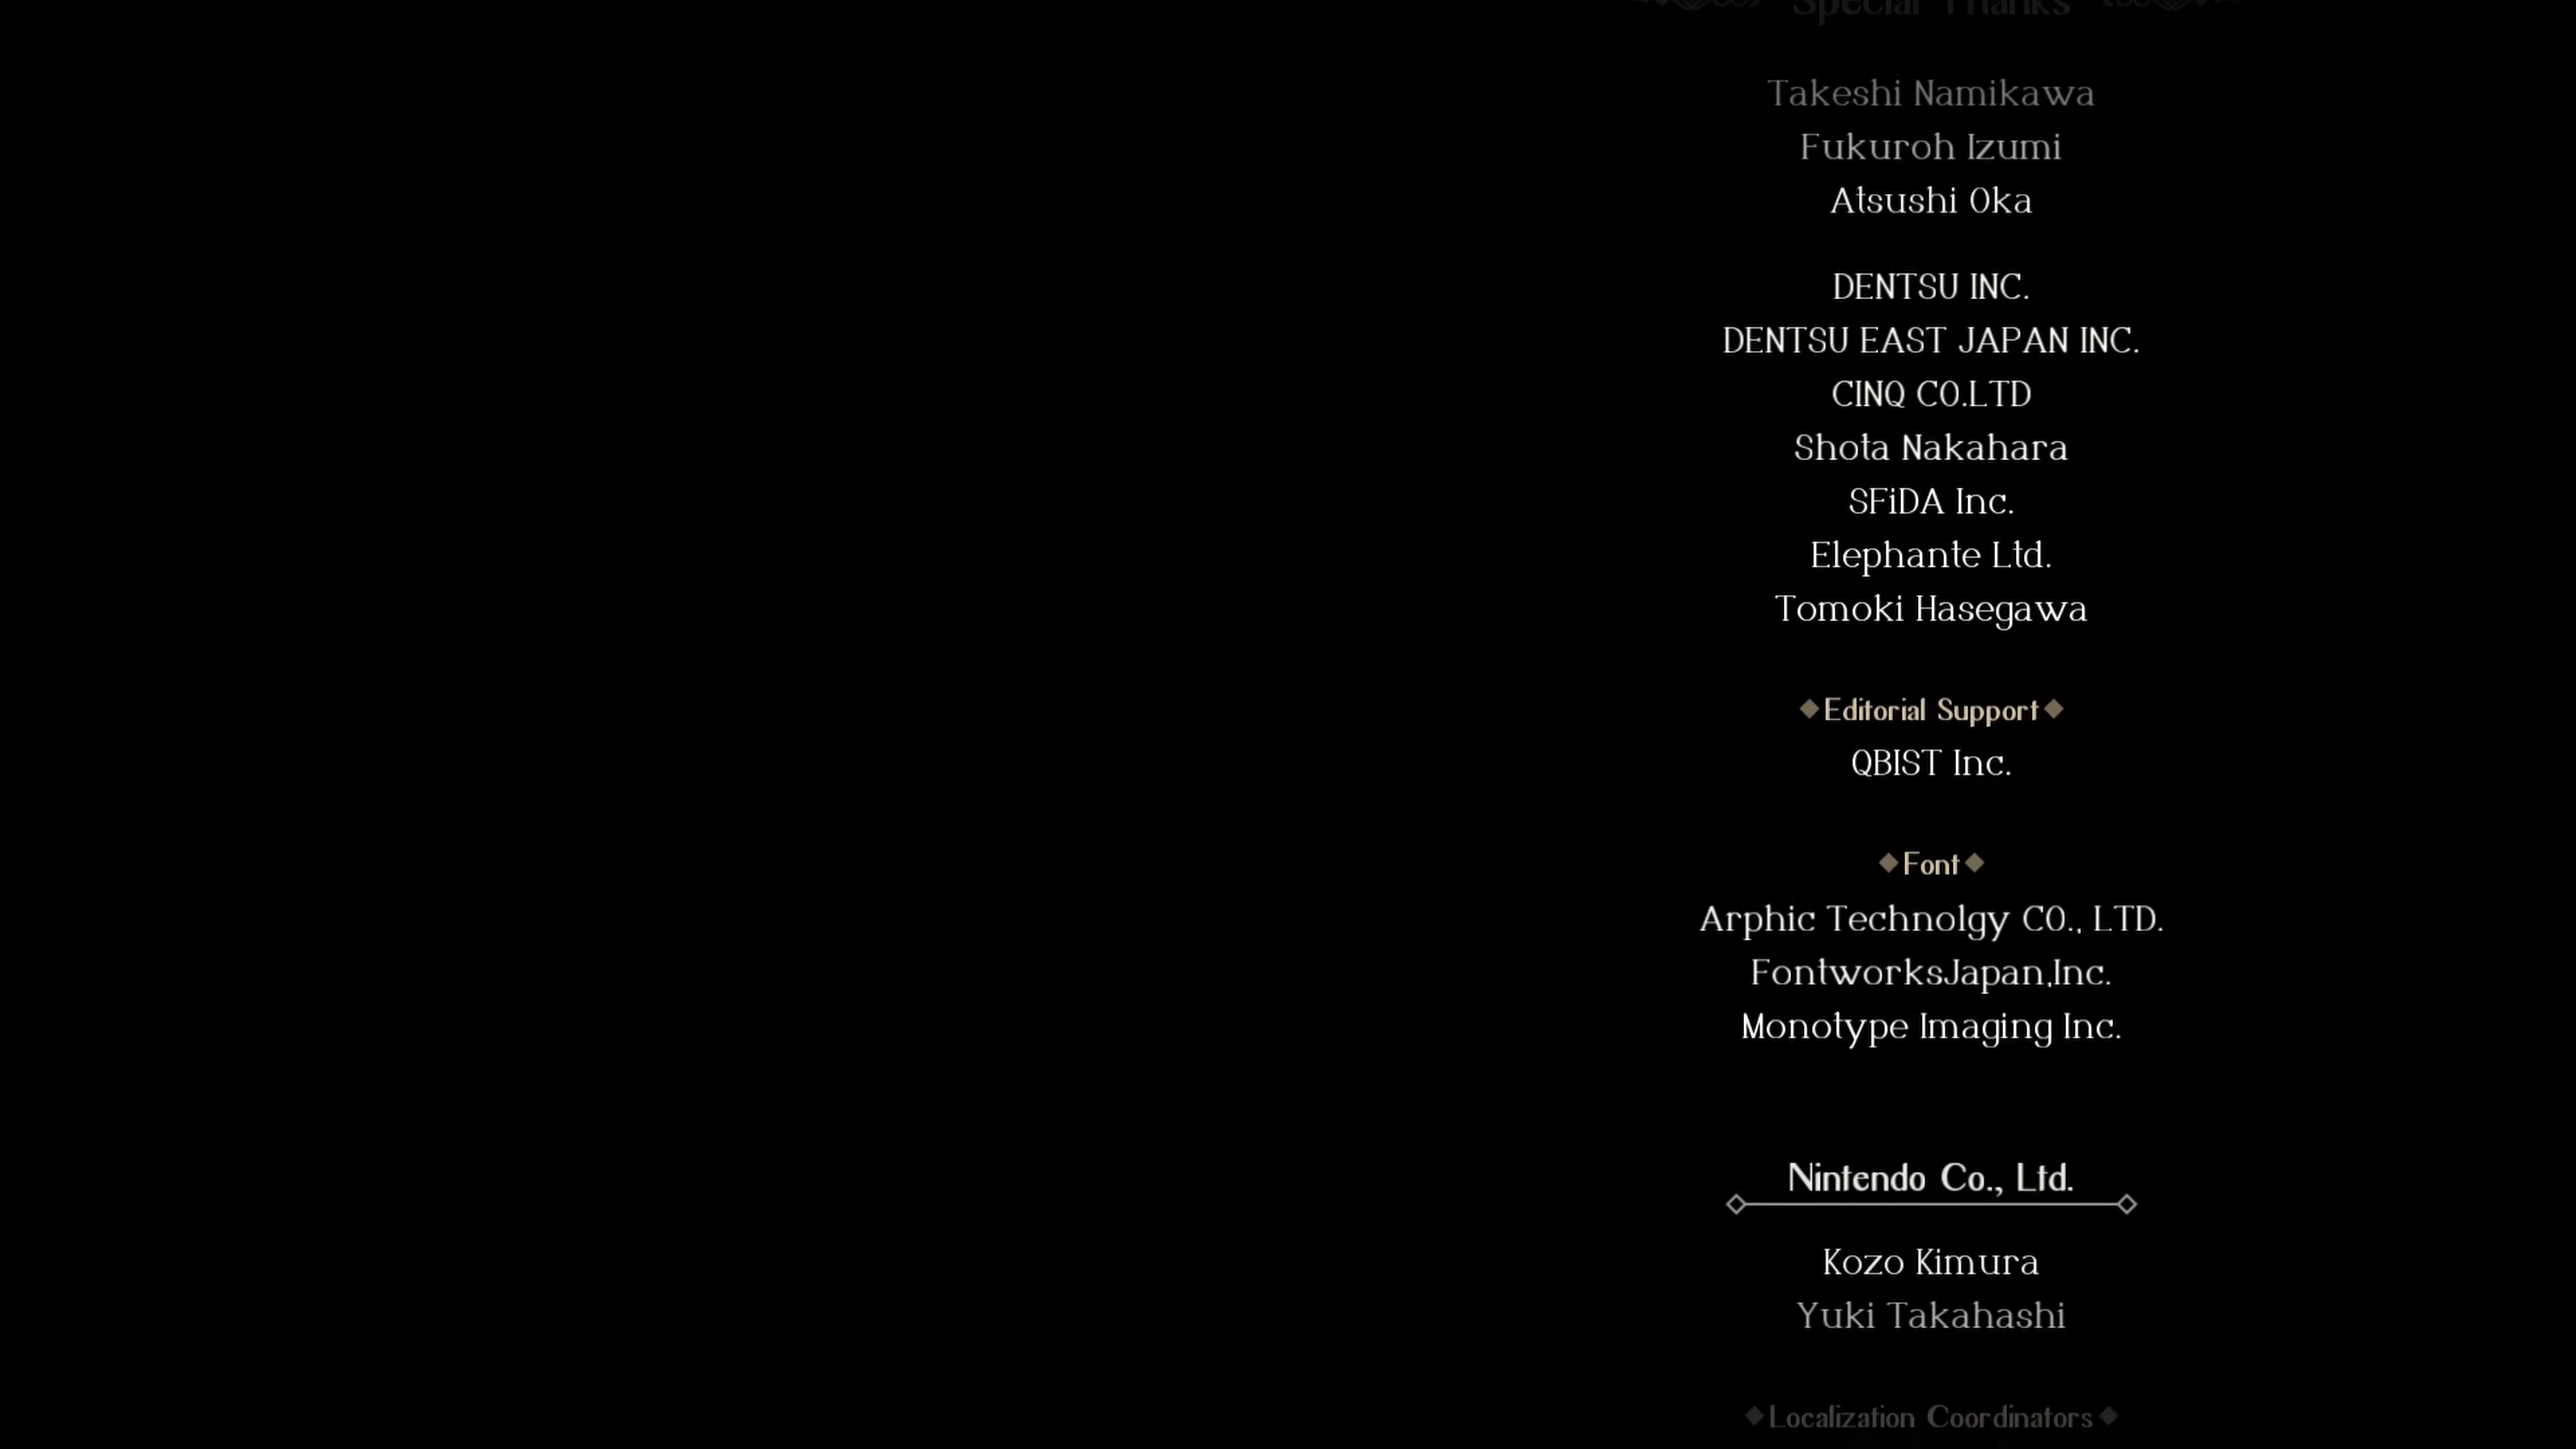 Special Thanks
Takeshi Namikawa
Fukuroh Izumi
Atsushi Oka
DENTSU INC.
DENTSU EAST JAPAN INC.
CINQ CO.LTD
Shota Nakahara
SFiDA Inc.
Elephante Ltd.
Tomoki Hasegawa
◆Editorial Support◆
QBIST Inc.
◆Font◆
Arphic Technolgy CO., LTD.
FontworksJapan,Inc.
Monotype Imaging Inc.
Nintendo Co., Ltd.
Kozo Kimura
Yuki Takahashi
◆Localization Coordinators◆